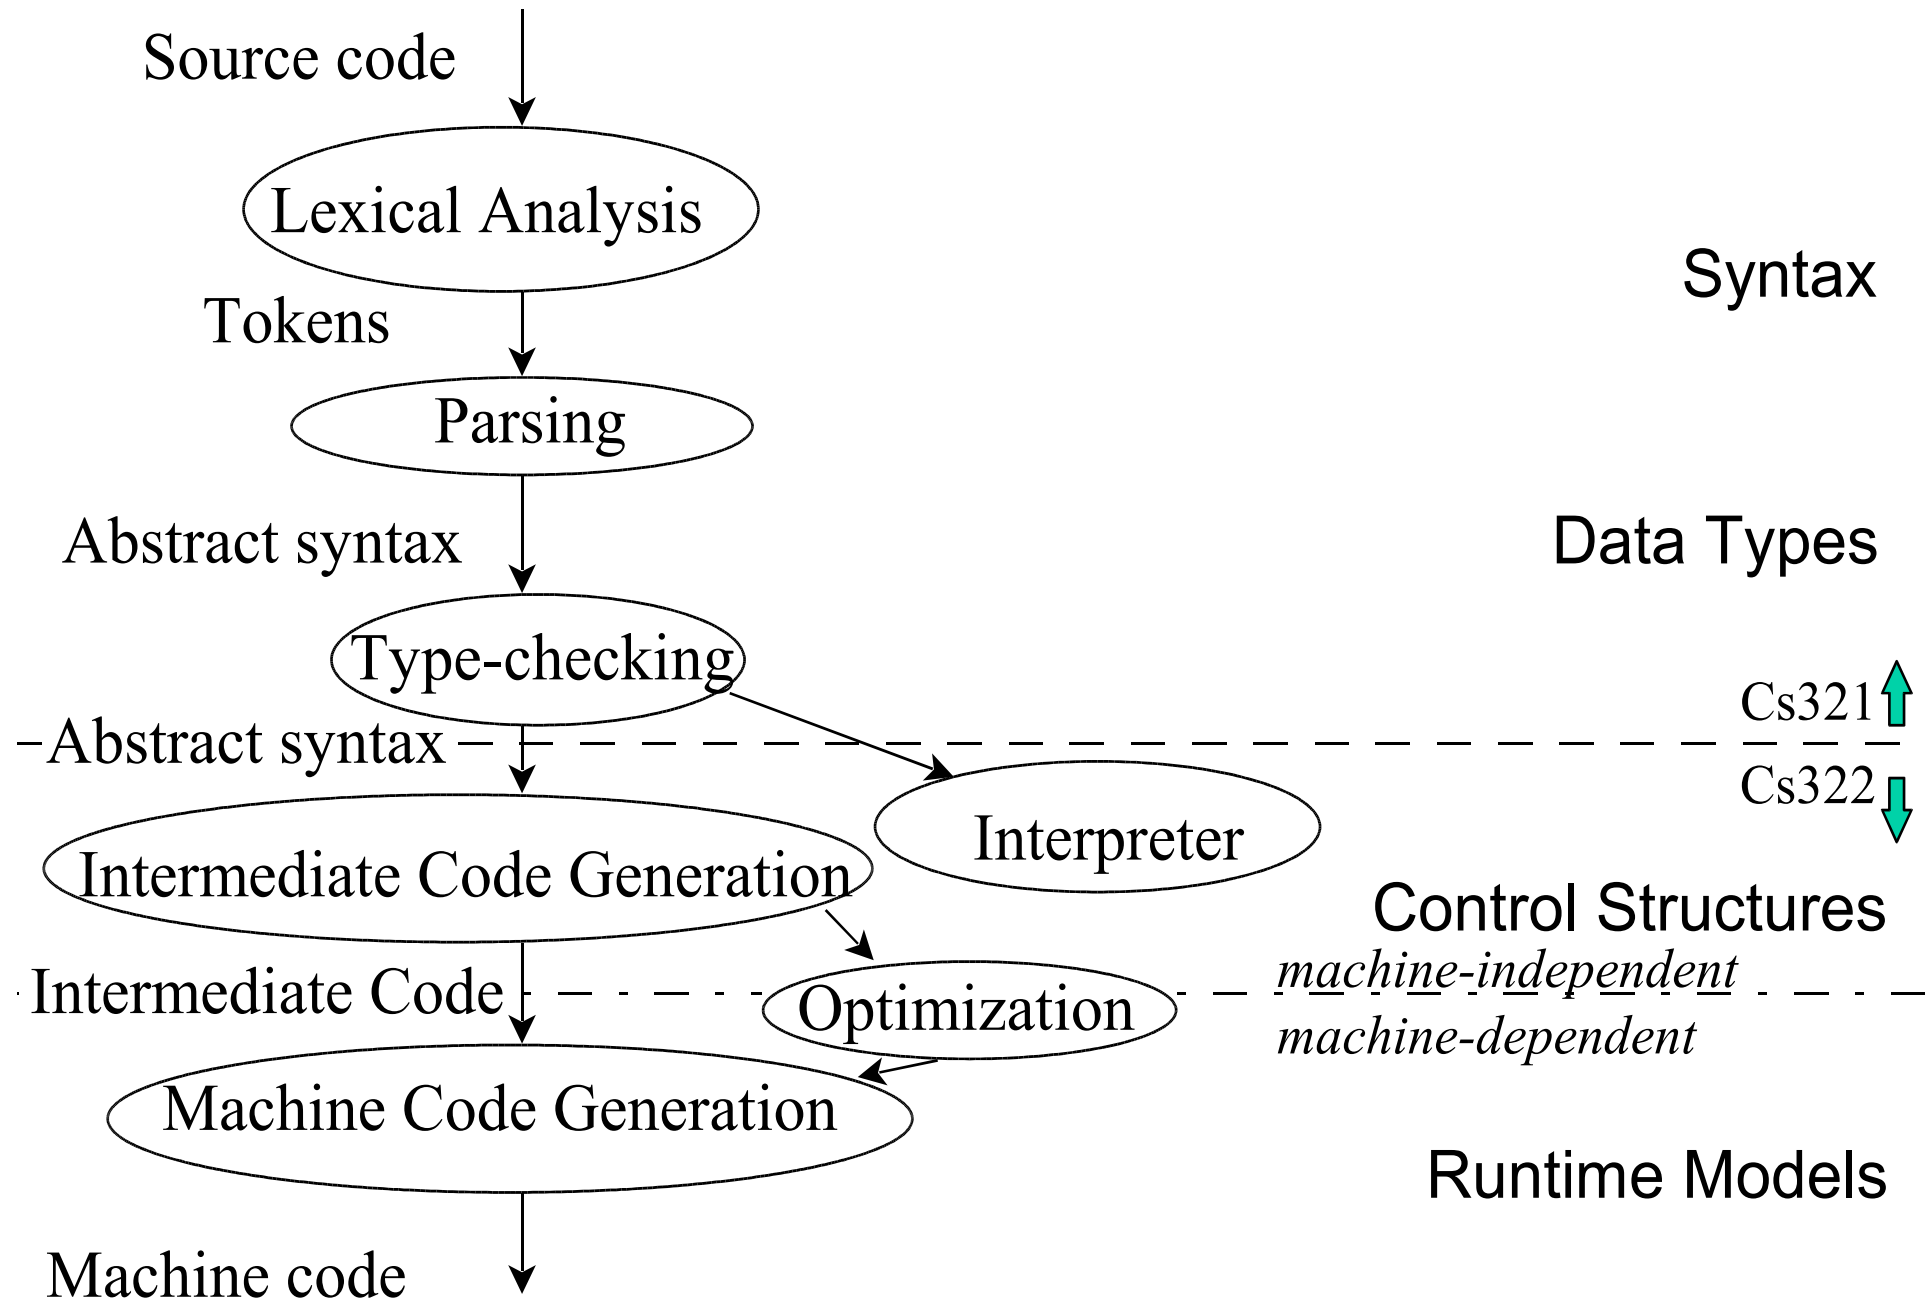 Source code
Lexical Analysis
Syntax
Tokens
Parsing
Abstract syntax
Data Types
Type-checking
Cs321
Abstract syntax
Cs322
Interpreter
Intermediate Code Generation
Control Structures
machine-independent
Intermediate Code
Optimization
machine-dependent
Machine Code Generation
Runtime Models
Machine code